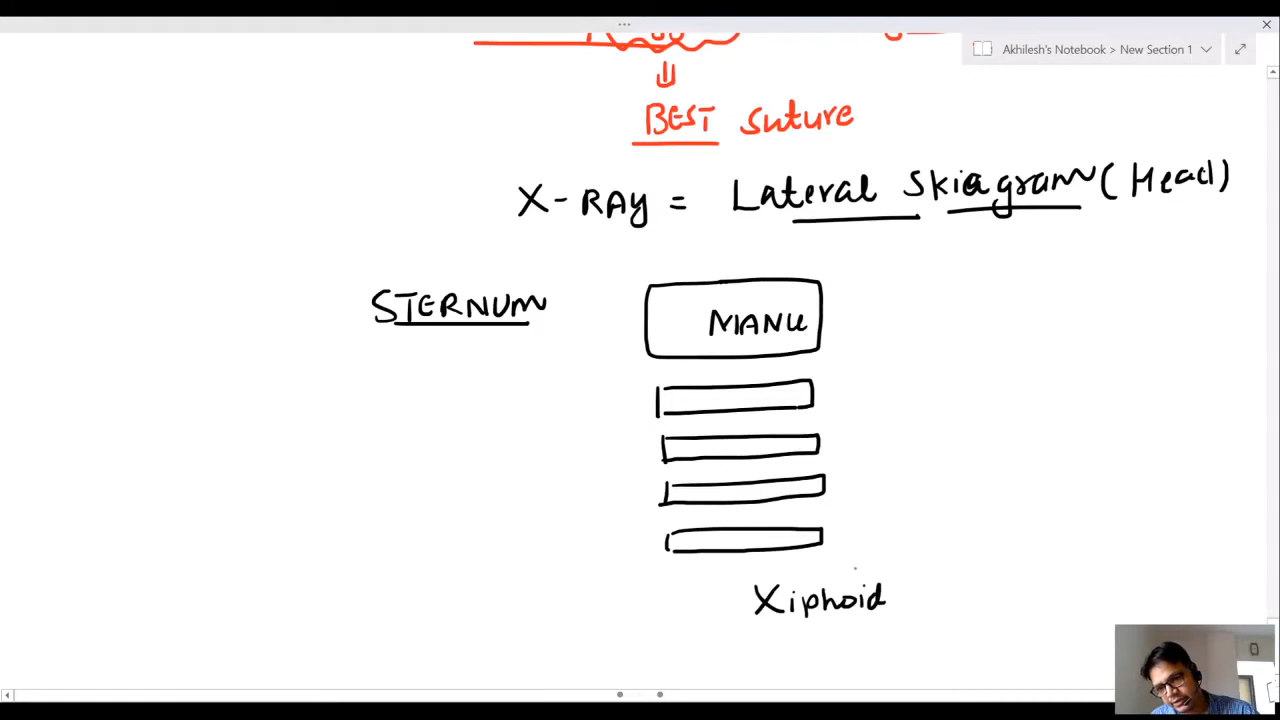 Akhilesh's Notebook > New Section 1
BEST Suture
X-RAY = Lateral Skiagram (Head)
STERNUM
MANU
Xiphoid